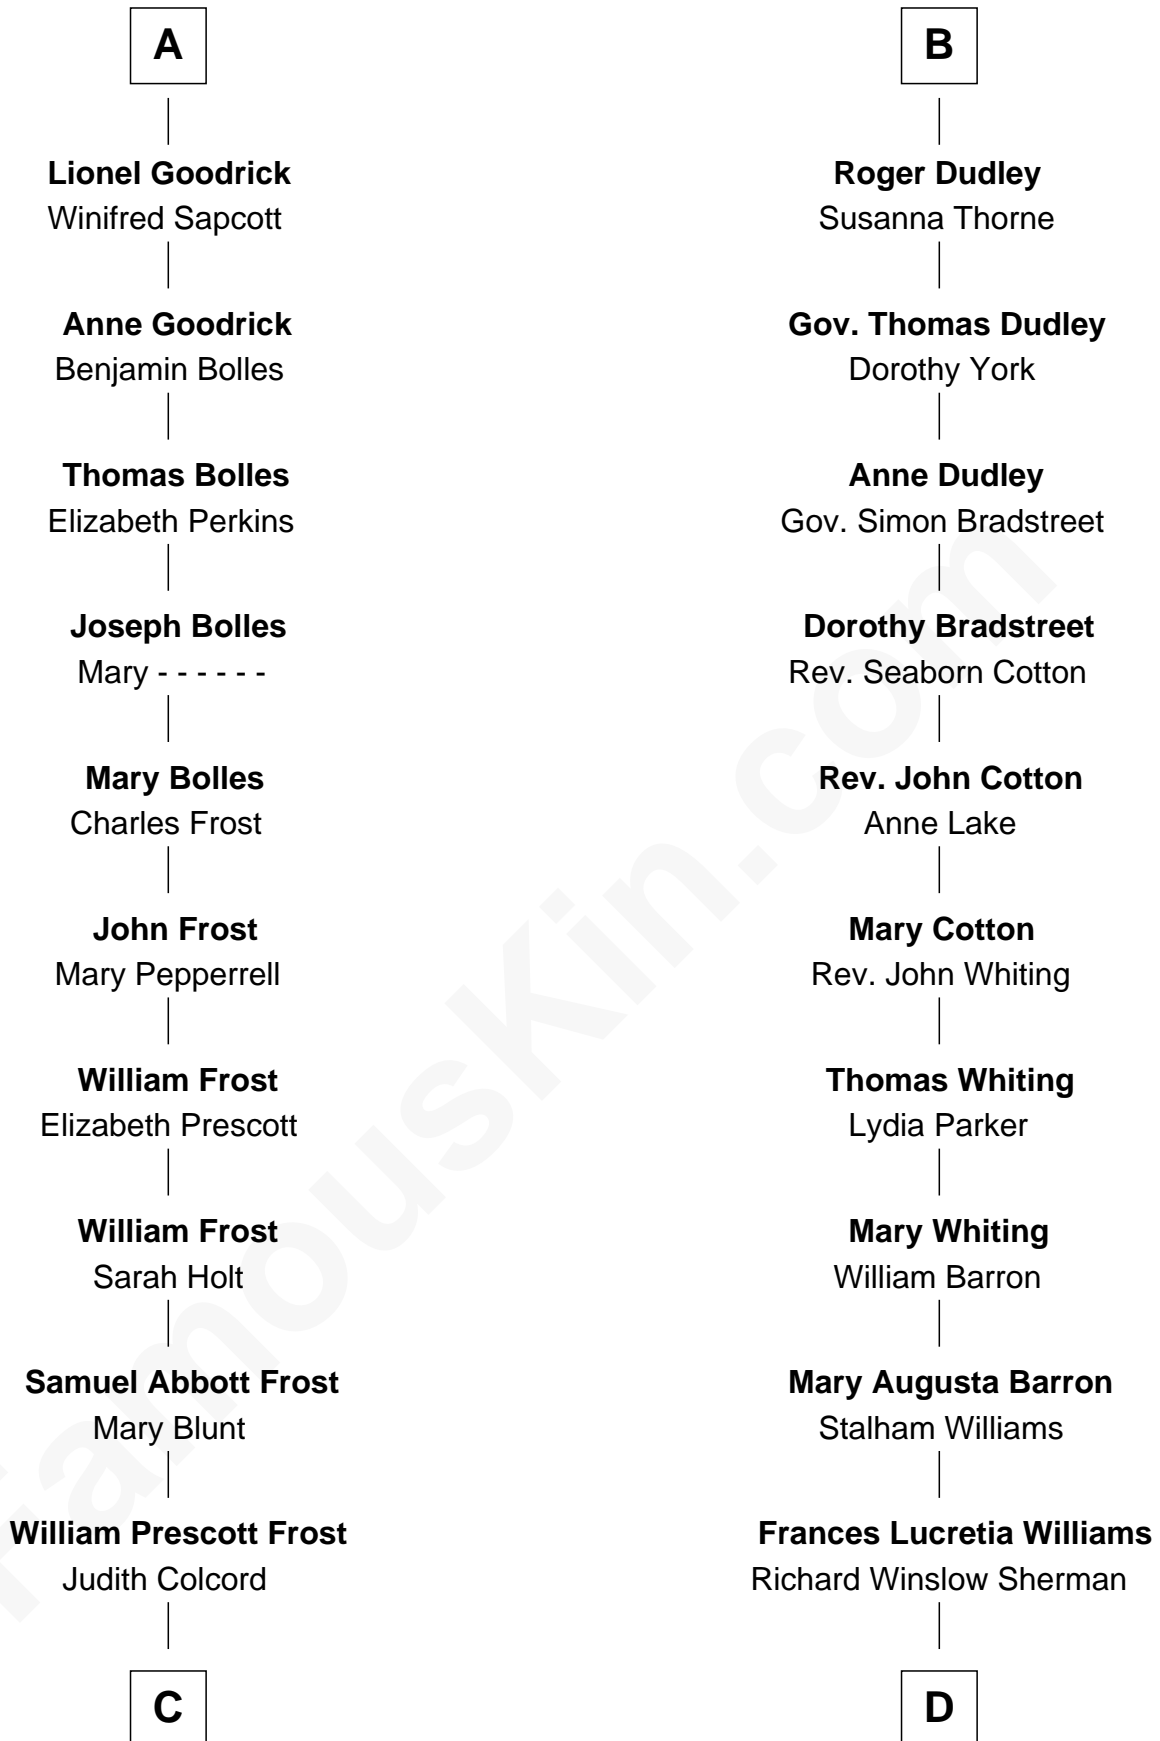 A
Lionel Goodrick
Winifred Sapcott
Anne Goodrick
Benjamin Bolles
Thomas Bolles
Elizabeth Perkins
Joseph Bolles
Mary - - - - - -
Mary Bolles
Charles Frost
John Frost
Mary Pepperrell
William Frost
Elizabeth Prescott
William Frost
Sarah Holt
Samuel Abbott Frost
Mary Blunt
William Prescott Frost
Judith Colcord
C
B
Roger Dudley
Susanna Thorne
Gov. Thomas Dudley
Dorothy York
Anne Dudley
Gov. Simon Bradstreet
Dorothy Bradstreet
Rev. Seaborn Cotton
Rev. John Cotton
Anne Lake
Mary Cotton
Rev. John Whiting
Thomas Whiting
Lydia Parker
Mary Whiting
William Barron
Mary Augusta Barron
Stalham Williams
Frances Lucretia Williams
Richard Winslow Sherman
D
FamousKin.com